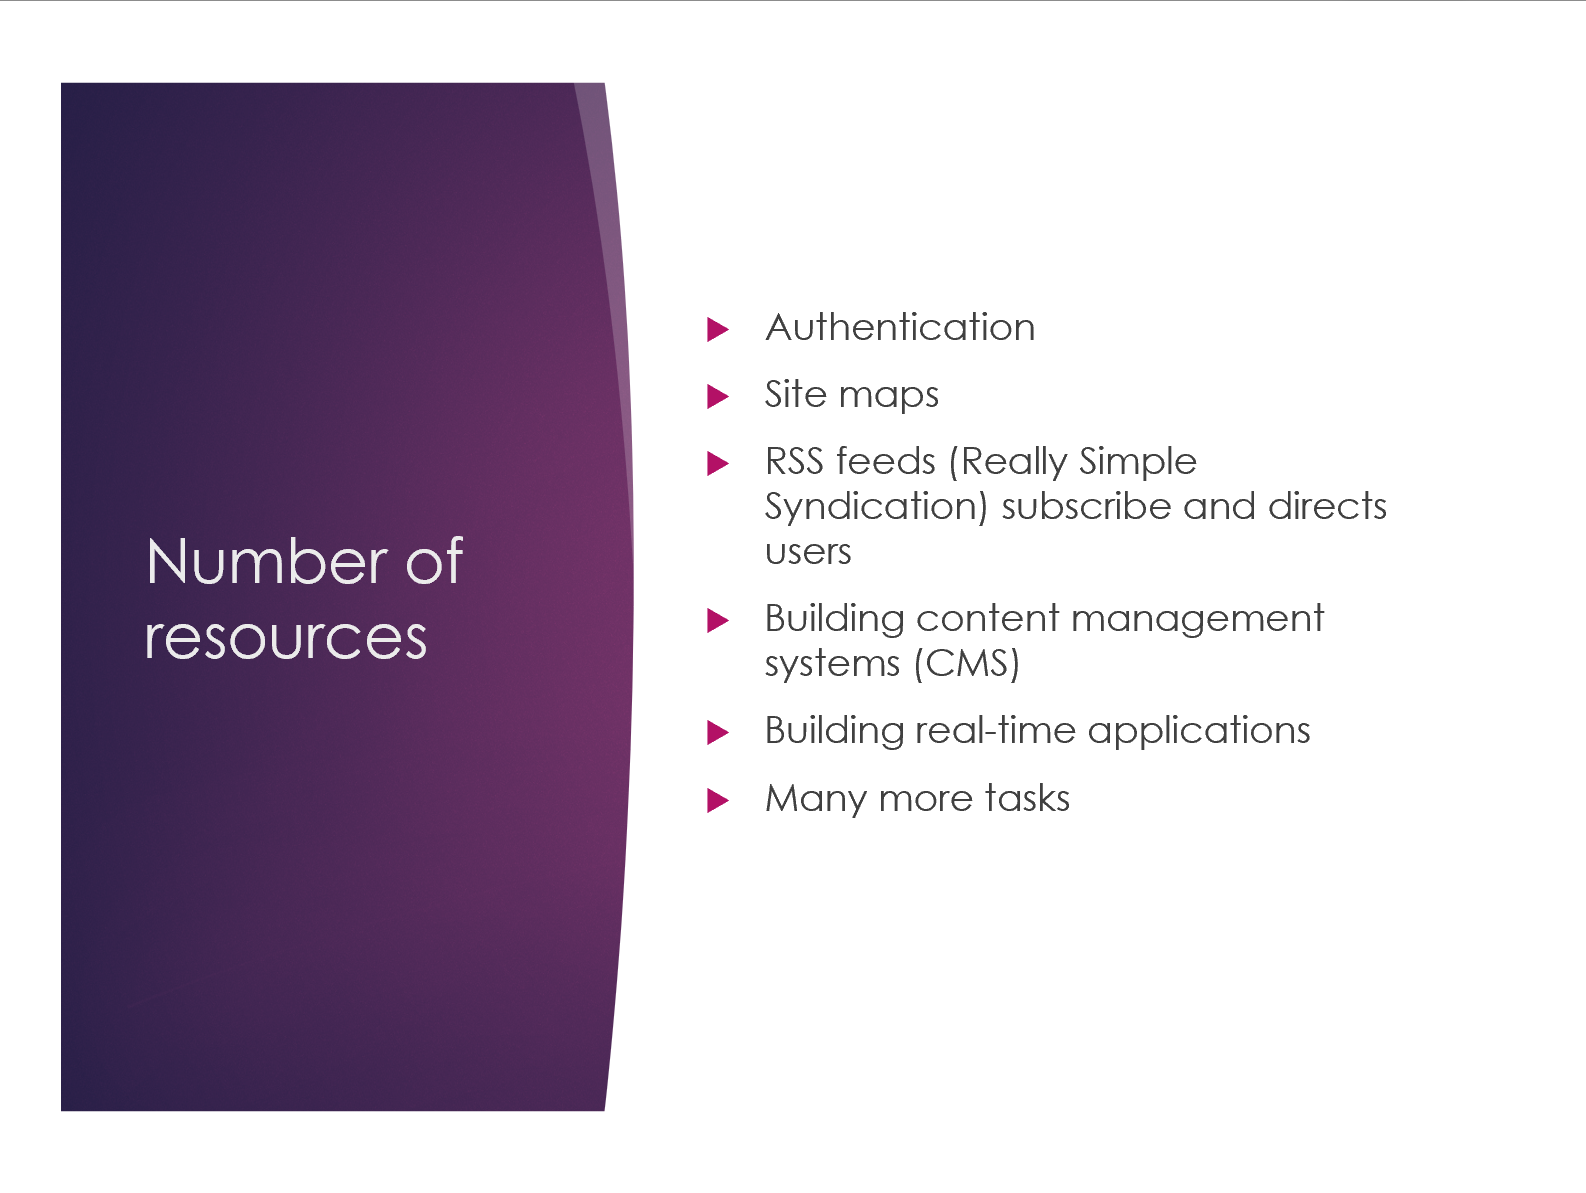 Number of
resources
Authentication
Site maps
RSS feeds (Really Simple
Syndication) subscribe and directs
users
Building content management
systems (CMS)
Building real-time applications
Many more tasks